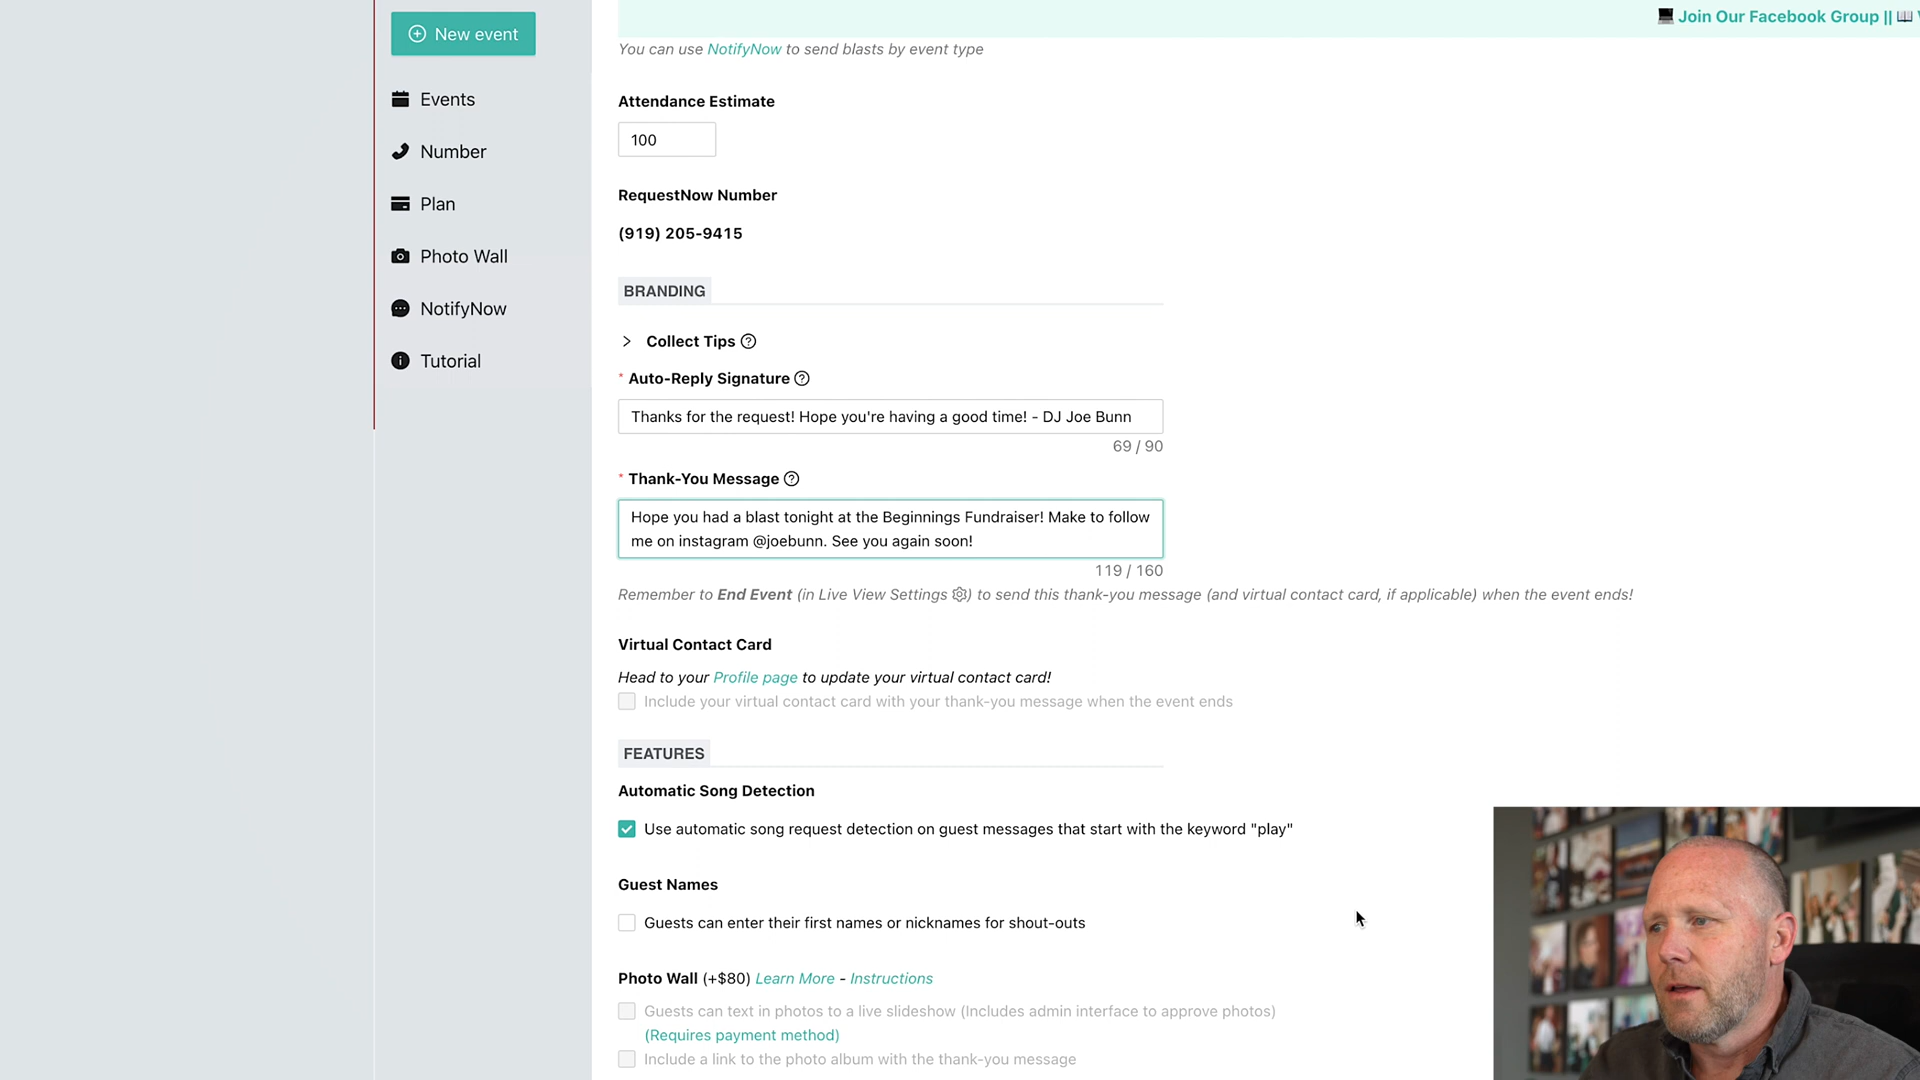 Join Our Facebook Group ||
New event
You can use NotifyNow to send blasts by event type
Events
Number
Plan
Photo Wall
NotifyNow
Tutorial
Attendance Estimate
100
RequestNow Number
(919) 205-9415
BRANDING
Collect Tips
* Auto-Reply Signature
Thanks for the request! Hope you're having a good time! - DJ Joe Bunn
69 / 90
* Thank-You Message
Hope you had a blast tonight at the Beginnings Fundraiser! Make to follow
me on instagram @joebunn. See you again soon!
119 / 160
Remember to End Event (in Live View Settings ) to send this thank-you message (and virtual contact card, if applicable) when the event ends!
Virtual Contact Card
Head to your Profile page to update your virtual contact card!
Include your virtual contact card with your thank-you message when the event ends
FEATURES
Automatic Song Detection
Use automatic song request detection on guest messages that start with the keyword "play"
Guest Names
Guests can enter their first names or nicknames for shout-outs
Photo Wall (+$80) Learn More - Instructions
Guests can text in photos to a live slideshow (Includes admin interface to approve photos)
(Requires payment method)
Include a link to the photo album with the thank-you message